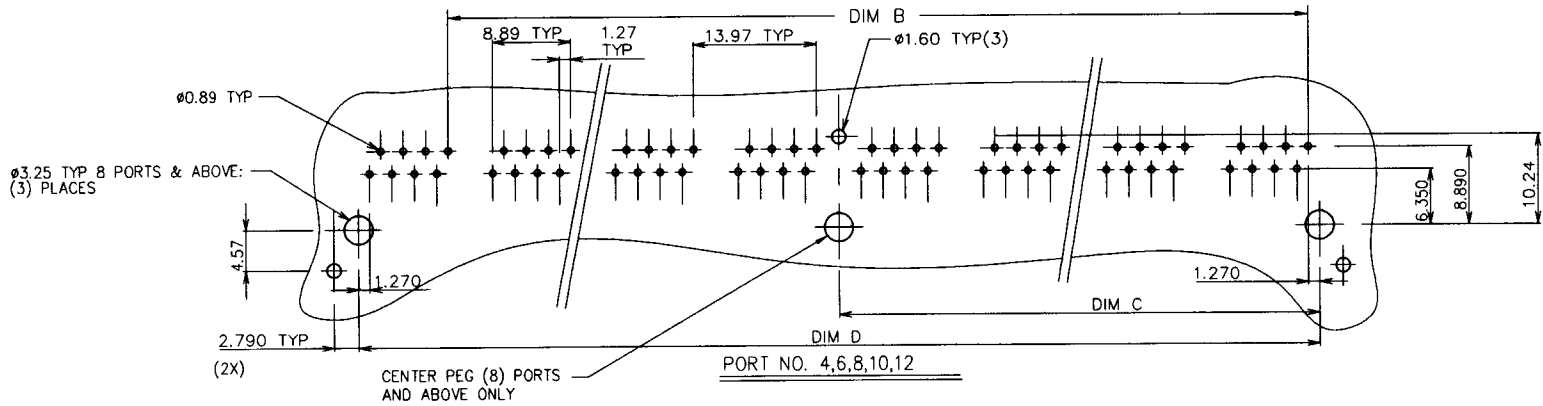 DIM B
8.89 TYP
1.27
TYP
13.97 TYP
ø1.60 TYP(3)
ø0.89 TYP
ø3.25 TYP 8 PORTS & ABOVE:
(3) PLACES
4.57
1.270
2.790 TYP
(2X)
6.350
8.890
10.24
1.270
DIM C
DIM D
CENTER PEG (8) PORTS
AND ABOVE ONLY
PORT NO. 4,6,8,10,12